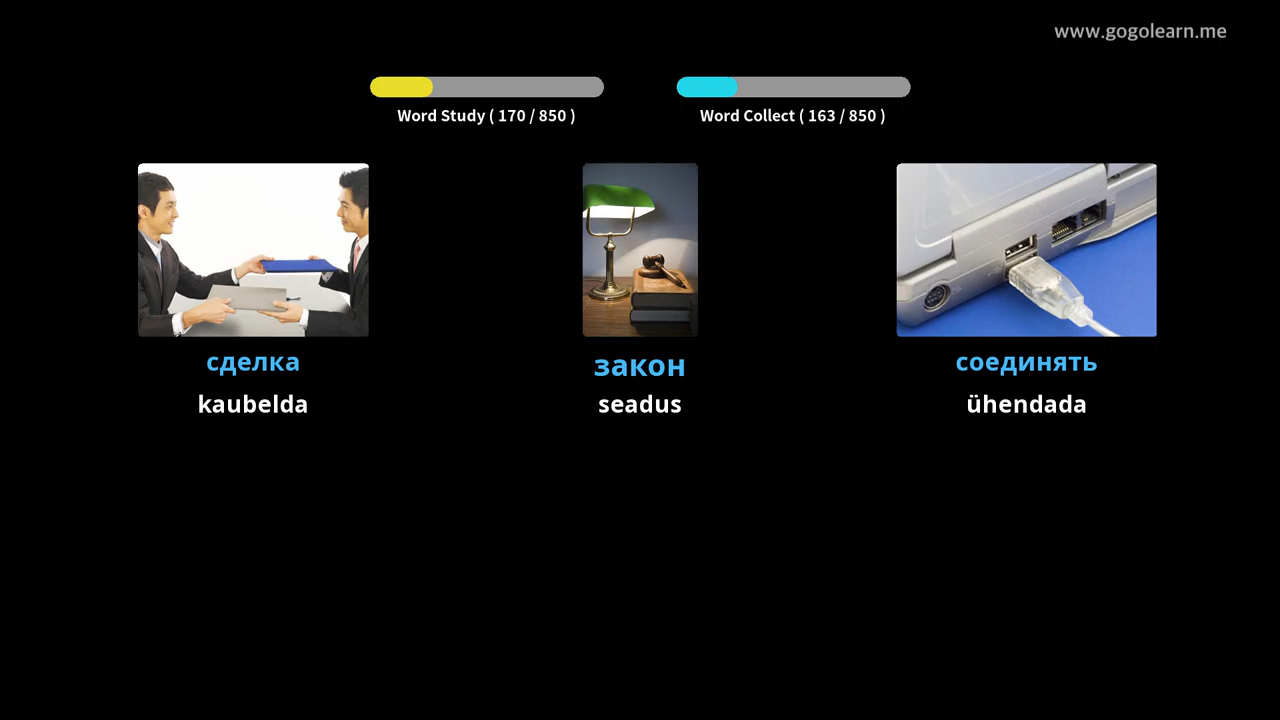 www.gogolearn.me
Word Study ( 170 / 850 )
Word Collect ( 163 / 850 )
сделка
закон
соединять
kaubelda
seadus
ühendada